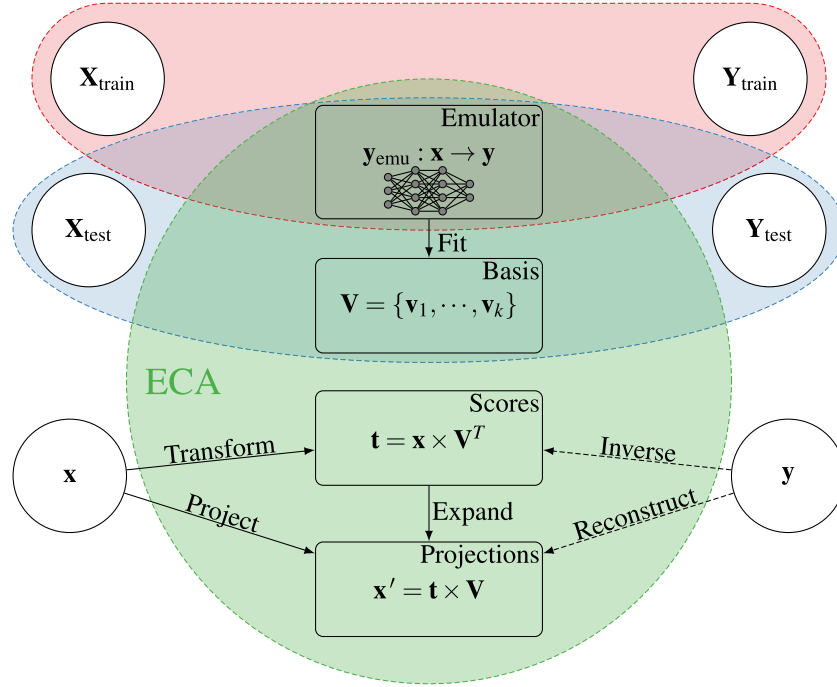 X_train
Y_train
Emulator
y_emu : x → y
X_test
Y_test
Fit
Basis
V = {v_1, ⋯, v_k}
ECA
Scores
t = x × V^T
Transform
Inverse
x
y
Project
Expand
Reconstruct
Projections
x′ = t × V